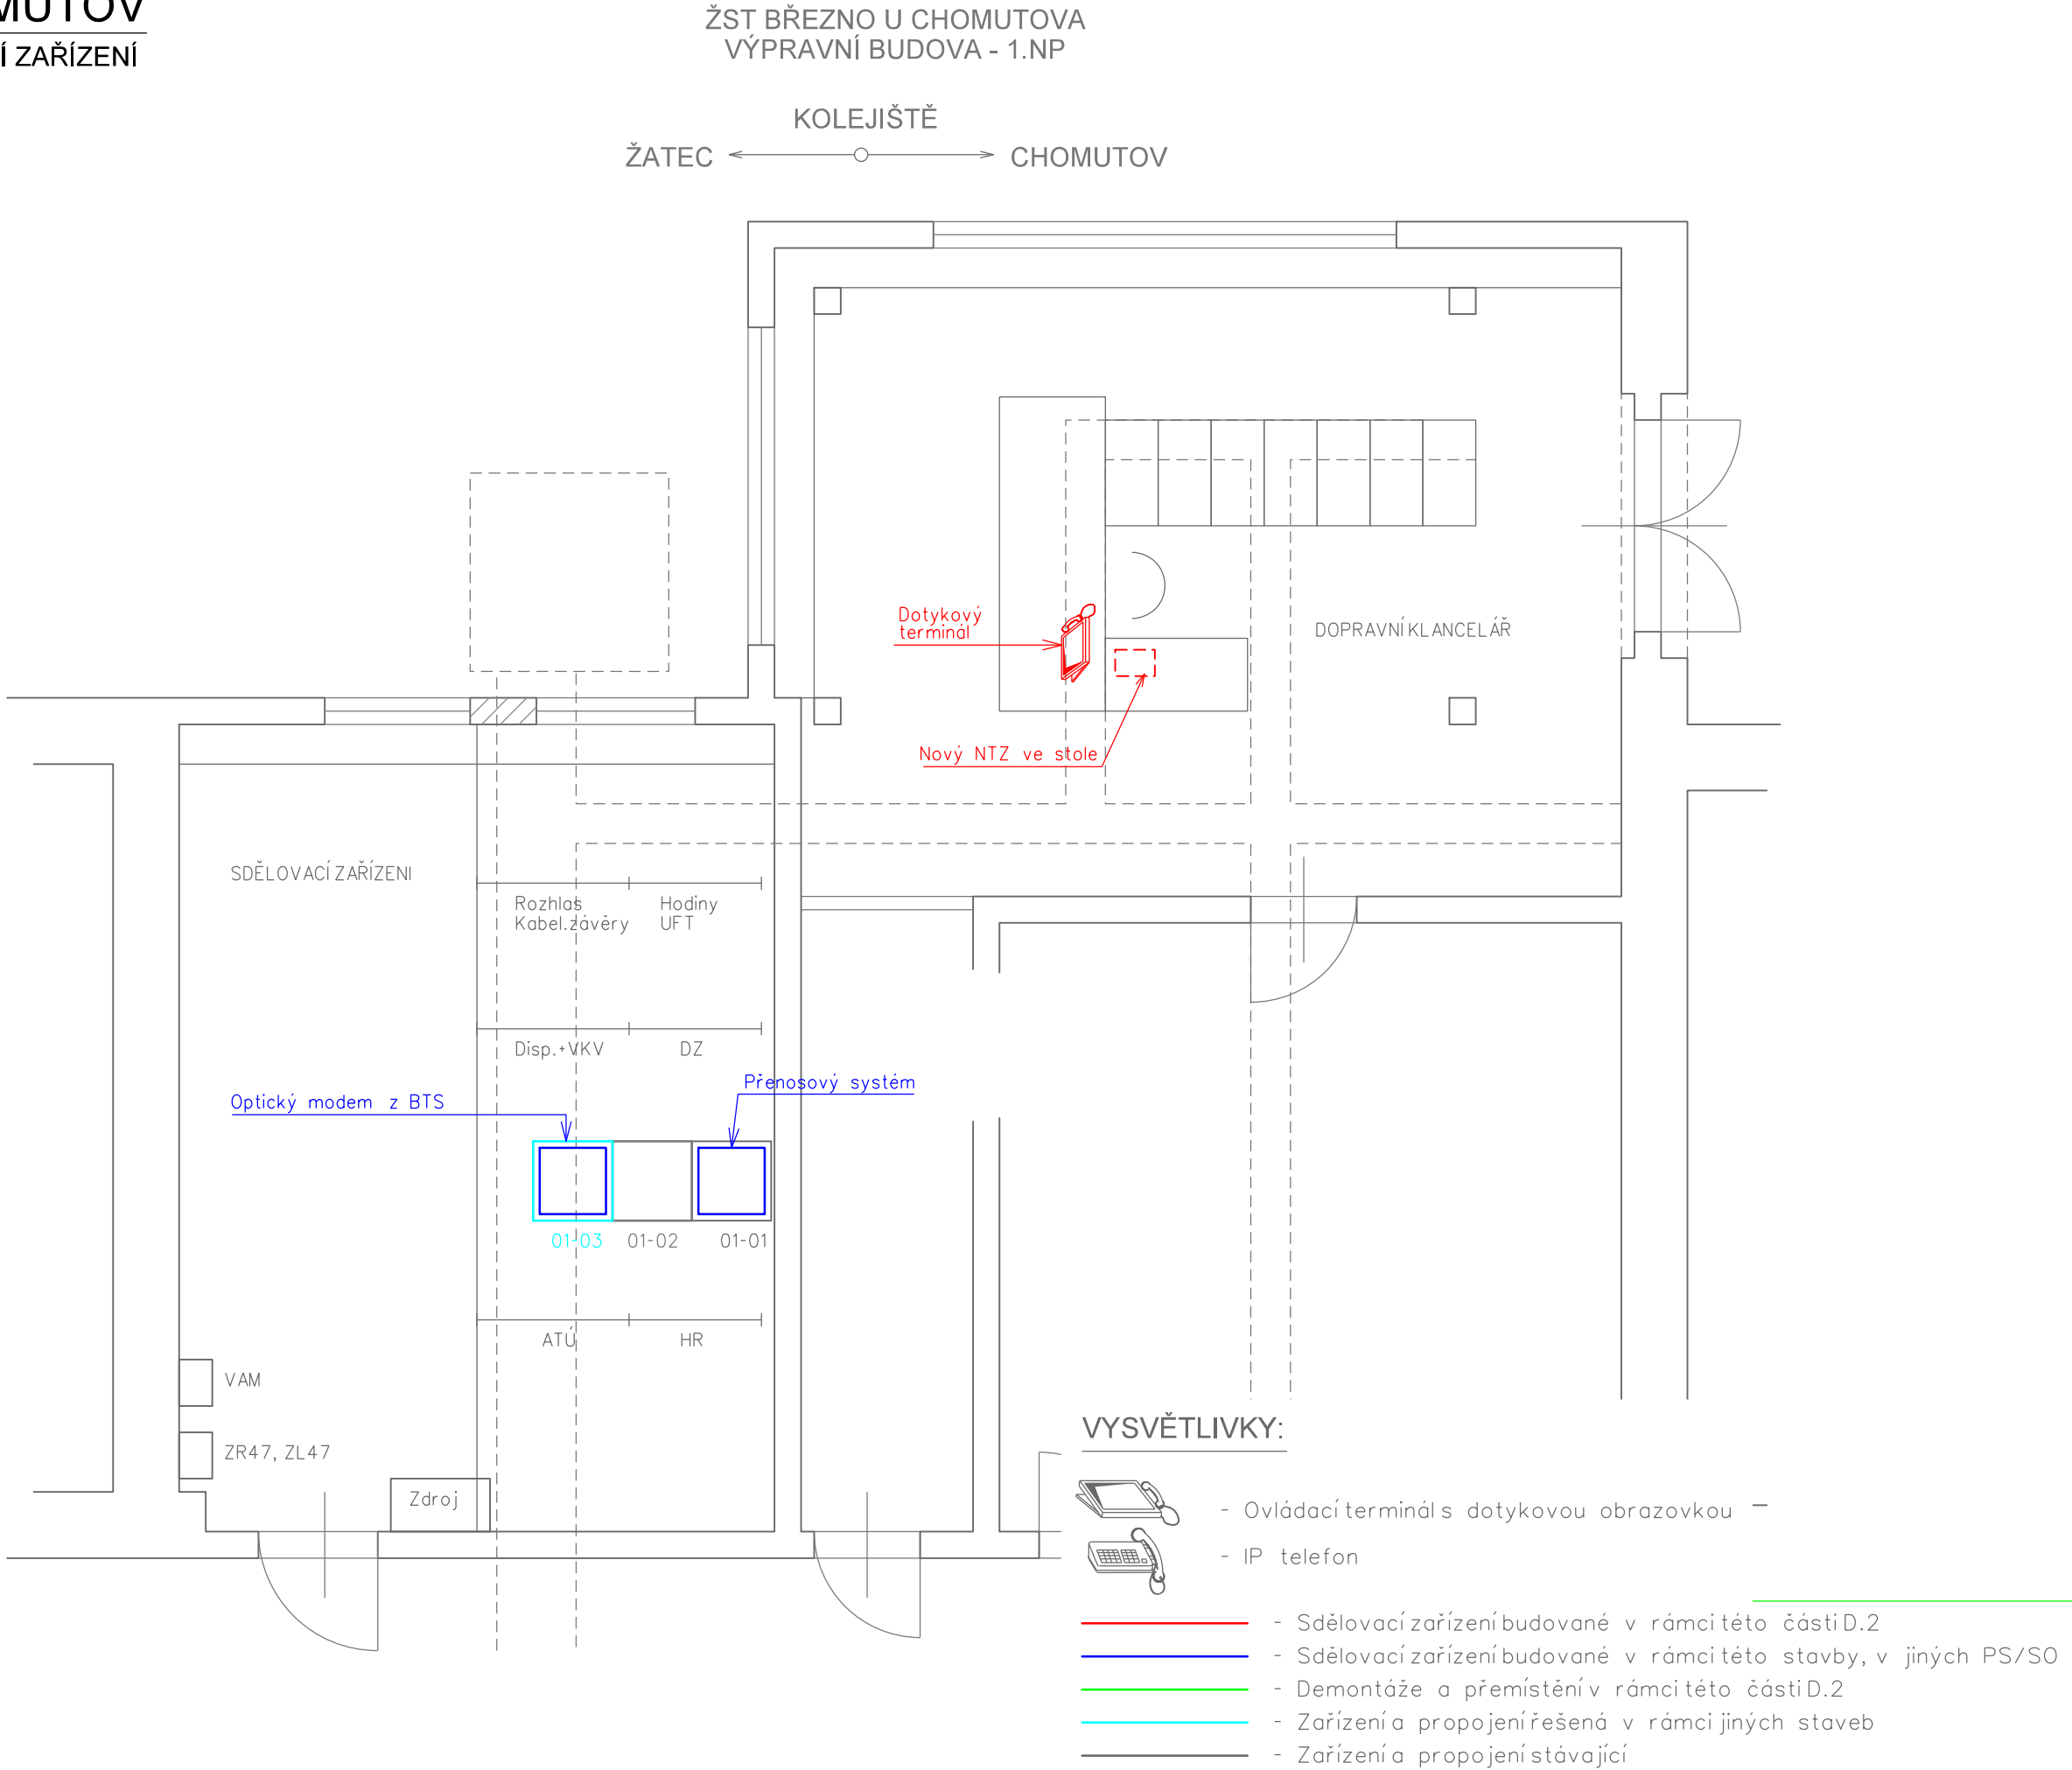 MUTOV
Í ZAŘÍZENÍ
ŽST BŘEZNO U CHOMUTOVA
VÝPRAVNÍ BUDOVA - 1.NP
KOLEJIŠTĚ
ŽATEC
CHOMUTOV
Dotykový
terminál
DOPRAVNÍ KLANCELÁŘ
Nový NTZ ve stole
SDĚLOVACÍ ZAŘÍZENI
Rozhlas
Kabel.závěry
Hodiny
UFT
Disp.+VKV
DZ
Přenosový systém
Optický modem z BTS
01-03
01-02
01-01
ATÚ
HR
VAM
ZR47, ZL47
Zdroj
VYSVĚTLIVKY:
- Ovládací terminál s dotykovou obrazovkou
- IP telefon
- Sdělovací zařízení budované v rámci této části D.2
- Sdělovací zařízení budované v rámci této stavby, v jiných PS/SO
- Demontáže a přemístění v rámci této části D.2
- Zařízení a propojení řešená v rámci jiných staveb
- Zařízení a propojení stávající